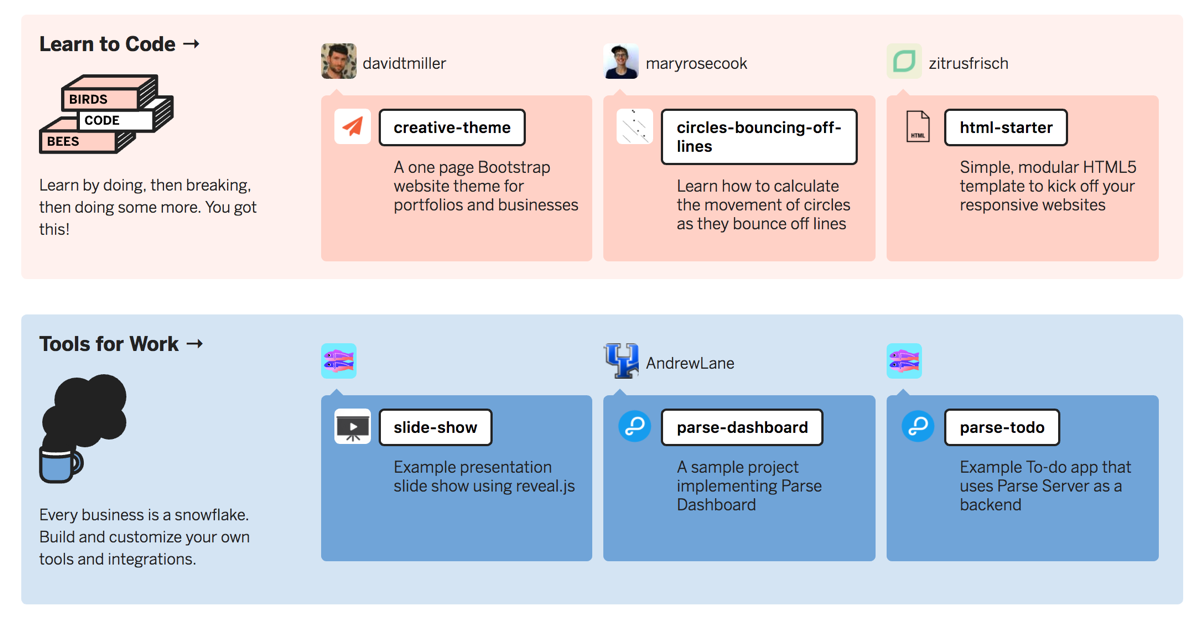 Learn to Code →
BIRDS
CODE
BEES
Learn by doing, then breaking,
then doing some more. You got
this!
davidtmiller
creative-theme
A one page Bootstrap
website theme for
portfolios and businesses
maryrosecook
circles-bouncing-off-
lines
Learn how to calculate
the movement of circles
as they bounce off lines
zitrusfrisch
HTML
html-starter
Simple, modular HTML5
template to kick off your
responsive websites
Tools for Work →
Every business is a snowflake.
Build and customize your own
tools and integrations.
slide-show
Example presentation
slide show using reveal.js
AndrewLane
parse-dashboard
A sample project
implementing Parse
Dashboard
parse-todo
Example To-do app that
uses Parse Server as a
backend